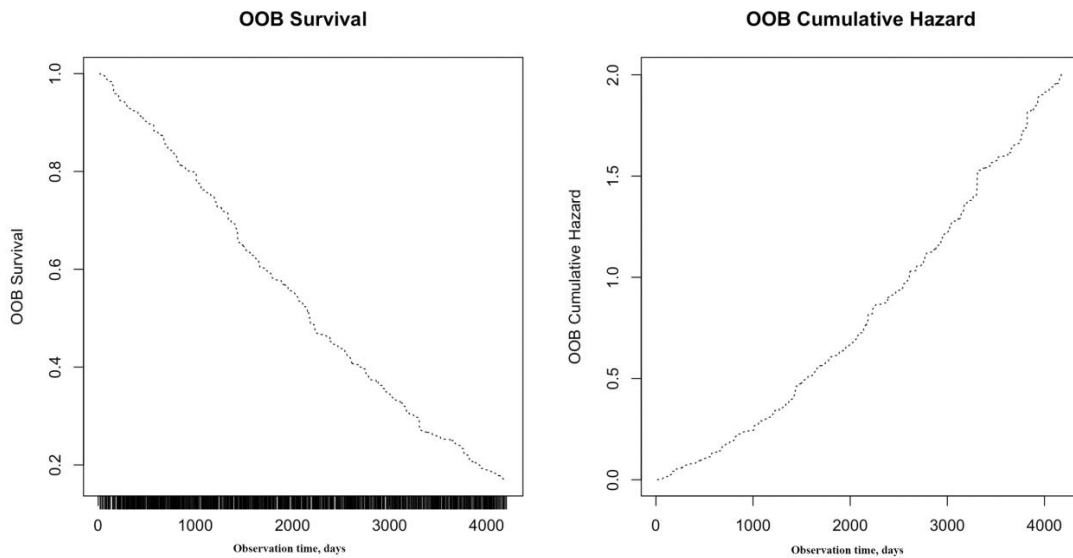 OOB Survival
OOB Survival
1.0
0.8
0.6
0.4
0.2
0 1000 2000 3000 4000
Observation time, days
OOB Cumulative Hazard
OOB Cumulative Hazard
2.0
1.5
1.0
0.5
0.0
0 1000 2000 3000 4000
Observation time, days